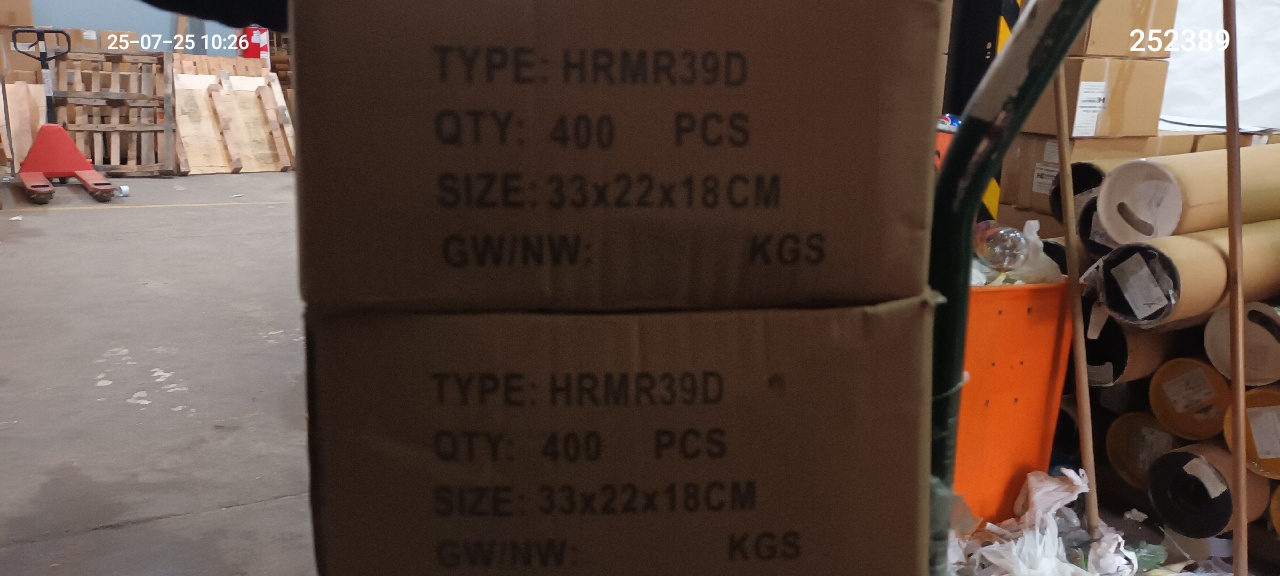 25-07-25 10:26
252389
TYPE: HRMR39D
QTY: 400 PCS
SIZE: 33x22x18CM
GW/NW: KGS
TYPE: HRMR39D
QTY: 400 PCS
SIZE: 33x22x18CM
GW/NW: KGS